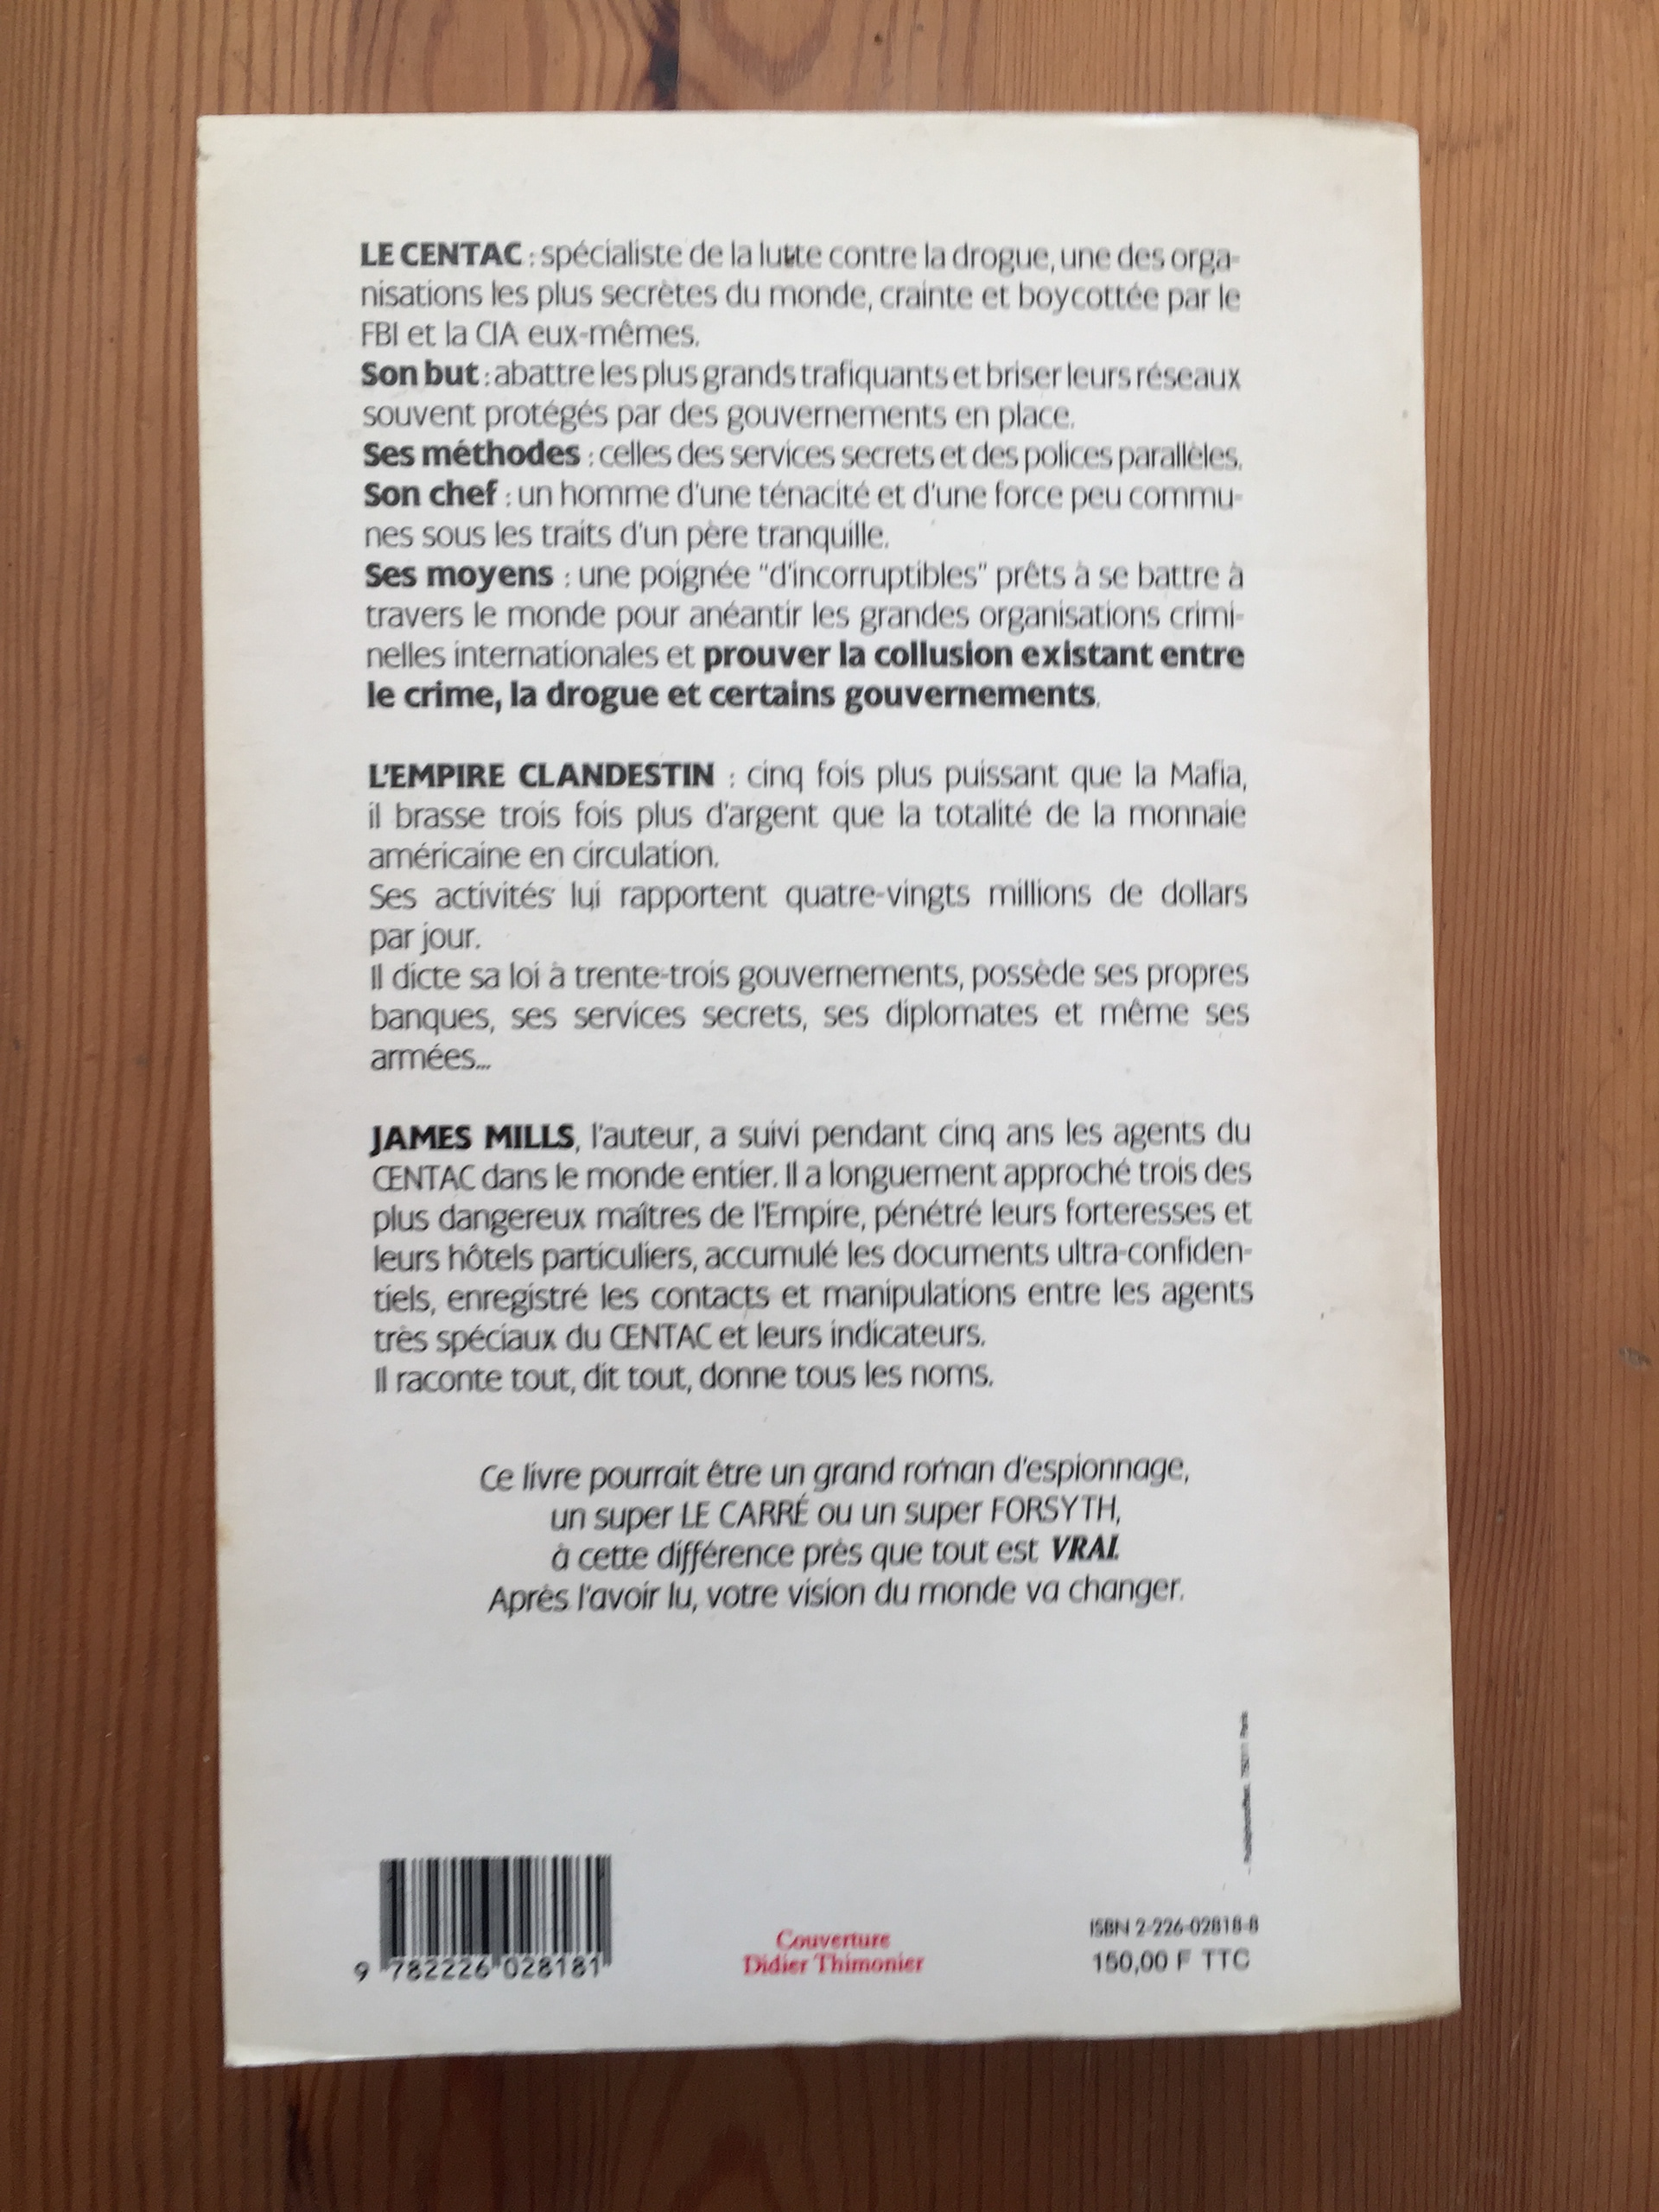 LE CENTAC : spécialiste de la lutte contre la drogue, une des orga-
nisations les plus secrètes du monde, crainte et boycottée par le
FBI et la CIA eux-mêmes.
Son but : abattre les plus grands trafiquants et briser leurs réseaux
souvent protégés par des gouvernements en place.
Ses méthodes : celles des services secrets et des polices parallèles.
Son chef : un homme d'une ténacité et d'une force peu commu-
nes sous les traits d'un père tranquille.
Ses moyens : une poignée "d'incorruptibles" prêts à se battre à
travers le monde pour anéantir les grandes organisations crimi-
nelles internationales et prouver la collusion existant entre
le crime, la drogue et certains gouvernements.
L'EMPIRE CLANDESTIN : cinq fois plus puissant que la Mafia,
il brasse trois fois plus d'argent que la totalité de la monnaie
américaine en circulation.
Ses activités lui rapportent quatre-vingts millions de dollars
par jour.
Il dicte sa loi à trente-trois gouvernements, possède ses propres
banques, ses services secrets, ses diplomates et même ses
armées...
JAMES MILLS, l'auteur, a suivi pendant cinq ans les agents du
CENTAC dans le monde entier. Il a longuement approché trois des
plus dangereux maîtres de l'Empire, pénétré leurs forteresses et
leurs hôtels particuliers, accumulé les documents ultra-confiden-
tiels, enregistré les contacts et manipulations entre les agents
très spéciaux du CENTAC et leurs indicateurs.
Il raconte tout, dit tout, donne tous les noms.
Ce livre pourrait être un grand roman d'espionnage,
un super LE CARRÉ ou un super FORSYTH,
à cette différence près que tout est VRAI.
Après l'avoir lu, votre vision du monde va changer.
9 782226 028181
Couverture
Didier Thimonier
ISBN 2-226-02818-8
150,00 F TTC